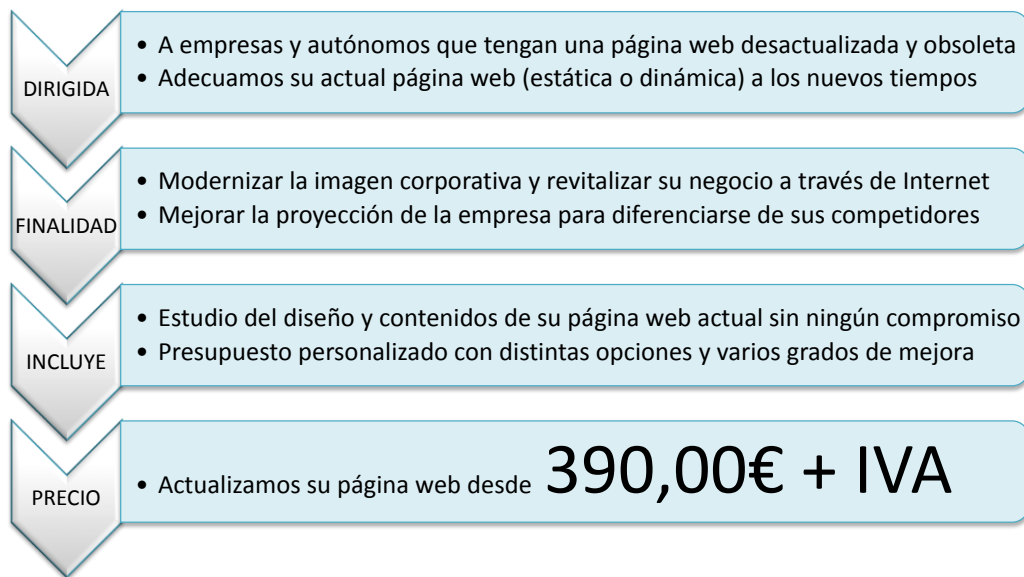 DIRIGIDA
• A empresas y autónomos que tengan una página web desactualizada y obsoleta
• Adecuamos su actual página web (estática o dinámica) a los nuevos tiempos
FINALIDAD
• Modernizar la imagen corporativa y revitalizar su negocio a través de Internet
• Mejorar la proyección de la empresa para diferenciarse de sus competidores
INCLUYE
• Estudio del diseño y contenidos de su página web actual sin ningún compromiso
• Presupuesto personalizado con distintas opciones y varios grados de mejora
PRECIO
• Actualizamos su página web desde 390,00€ + IVA